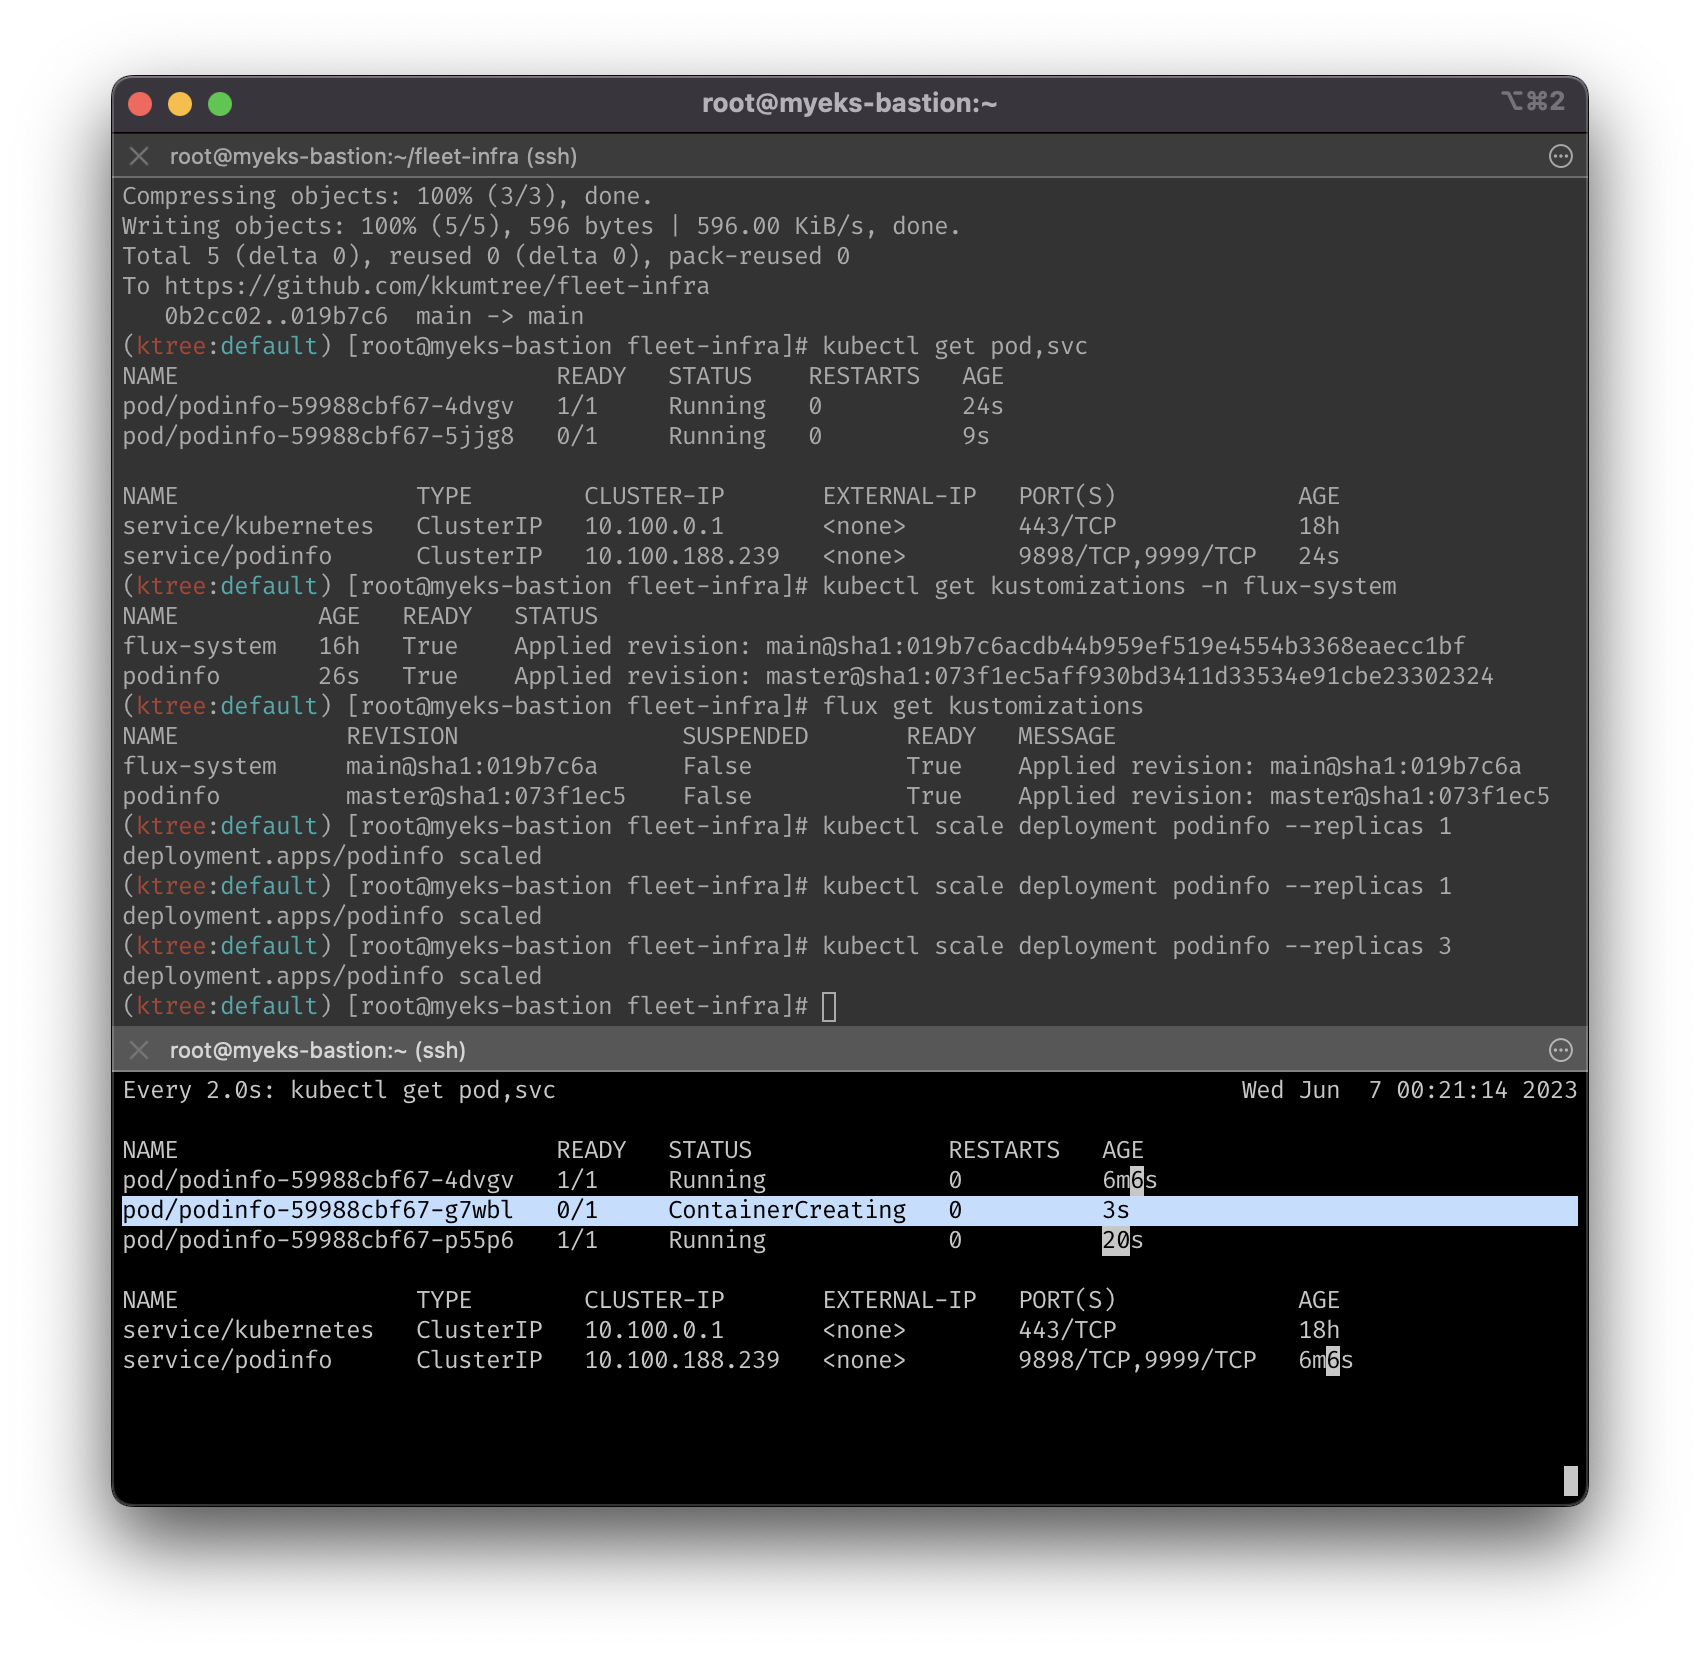 root@myeks-bastion:~
⌥⌘2
root@myeks-bastion:~/fleet-infra (ssh)
Compressing objects: 100% (3/3), done.
Writing objects: 100% (5/5), 596 bytes | 596.00 KiB/s, done.
Total 5 (delta 0), reused 0 (delta 0), pack-reused 0
To https://github.com/kkumtree/fleet-infra
   0b2cc02..019b7c6  main -> main
(ktree:default) [root@myeks-bastion fleet-infra]# kubectl get pod,svc
NAME                           READY   STATUS    RESTARTS   AGE
pod/podinfo-59988cbf67-4dvgv   1/1     Running   0          24s
pod/podinfo-59988cbf67-5jjg8   0/1     Running   0          9s
NAME                 TYPE        CLUSTER-IP       EXTERNAL-IP   PORT(S)             AGE
service/kubernetes   ClusterIP   10.100.0.1       <none>        443/TCP             18h
service/podinfo      ClusterIP   10.100.188.239   <none>        9898/TCP,9999/TCP   24s
(ktree:default) [root@myeks-bastion fleet-infra]# kubectl get kustomizations -n flux-system
NAME          AGE   READY   STATUS
flux-system   16h   True    Applied revision: main@sha1:019b7c6acdb44b959ef519e4554b3368eaecc1bf
podinfo       26s   True    Applied revision: master@sha1:073f1ec5aff930bd3411d33534e91cbe23302324
(ktree:default) [root@myeks-bastion fleet-infra]# flux get kustomizations
NAME            REVISION                SUSPENDED       READY   MESSAGE
flux-system     main@sha1:019b7c6a      False           True    Applied revision: main@sha1:019b7c6a
podinfo         master@sha1:073f1ec5    False           True    Applied revision: master@sha1:073f1ec5
(ktree:default) [root@myeks-bastion fleet-infra]# kubectl scale deployment podinfo --replicas 1
deployment.apps/podinfo scaled
(ktree:default) [root@myeks-bastion fleet-infra]# kubectl scale deployment podinfo --replicas 1
deployment.apps/podinfo scaled
(ktree:default) [root@myeks-bastion fleet-infra]# kubectl scale deployment podinfo --replicas 3
deployment.apps/podinfo scaled
(ktree:default) [root@myeks-bastion fleet-infra]#
root@myeks-bastion:~ (ssh)
Every 2.0s: kubectl get pod,svc                                                 Wed Jun  7 00:21:14 2023
NAME                           READY   STATUS              RESTARTS   AGE
pod/podinfo-59988cbf67-4dvgv   1/1     Running             0          6m6s
pod/podinfo-59988cbf67-g7wbl   0/1     ContainerCreating   0          3s
pod/podinfo-59988cbf67-p55p6   1/1     Running             0          20s
NAME                 TYPE        CLUSTER-IP       EXTERNAL-IP   PORT(S)             AGE
service/kubernetes   ClusterIP   10.100.0.1       <none>        443/TCP             18h
service/podinfo      ClusterIP   10.100.188.239   <none>        9898/TCP,9999/TCP   6m6s